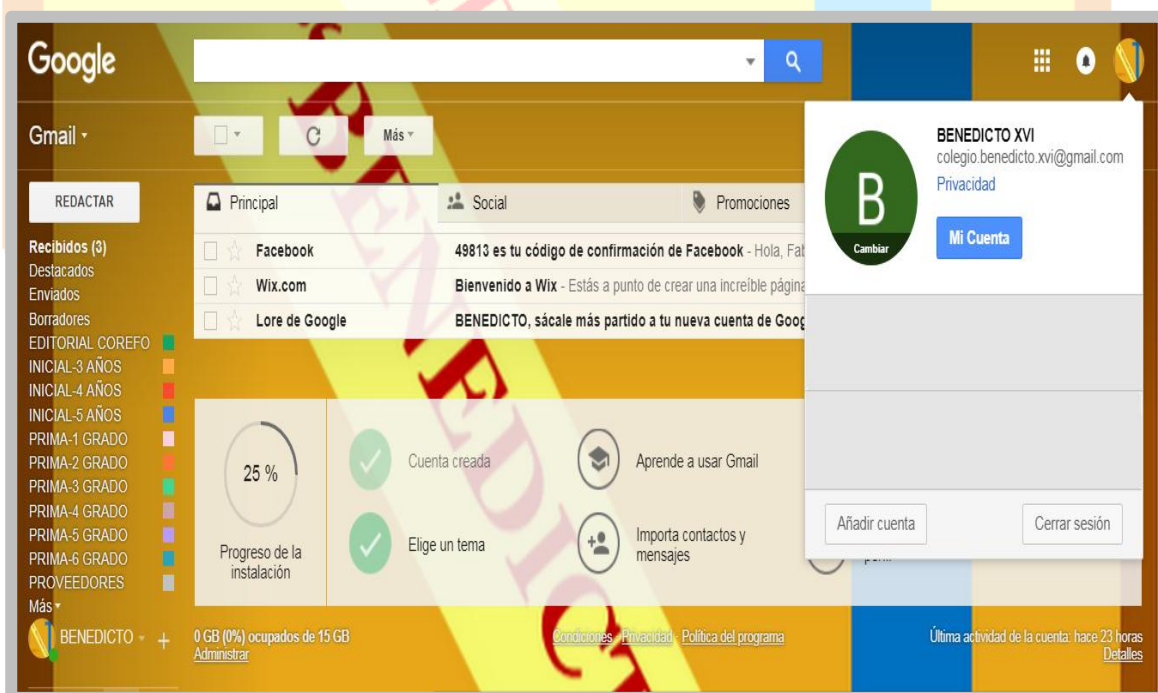 Google
Gmail
Más
BENEDICTO XVI
colegio.benedicto.xvi@gmail.com
Privacidad
Mi Cuenta
B
Cambiar
Añadir cuenta
Cerrar sesión
REDACTAR
Recibidos (3)
Destacados
Enviados
Borradores
EDITORIAL COREFO
INICIAL-3 AÑOS
INICIAL-4 AÑOS
INICIAL-5 AÑOS
PRIMA-1 GRADO
PRIMA-2 GRADO
PRIMA-3 GRADO
PRIMA-4 GRADO
PRIMA-5 GRADO
PRIMA-6 GRADO
PROVEEDORES
Más
BENEDICTO
Principal
Social
Promociones
Facebook 49813 es tu código de confirmación de Facebook - Hola,
Wix.com Bienvenido a Wix - Estás a punto de crear una increíble página
Lore de Google BENEDICTO, sácale más partido a tu nueva cuenta de Goog
25 %
Progreso de la
instalación
Cuenta creada
Elige un tema
Aprende a usar Gmail
Importa contactos y
mensajes
0 GB (0%) ocupados de 15 GB
Administrar
Condiciones - Privacidad - Política del programa
Última actividad de la cuenta: hace 23 horas
Detalles